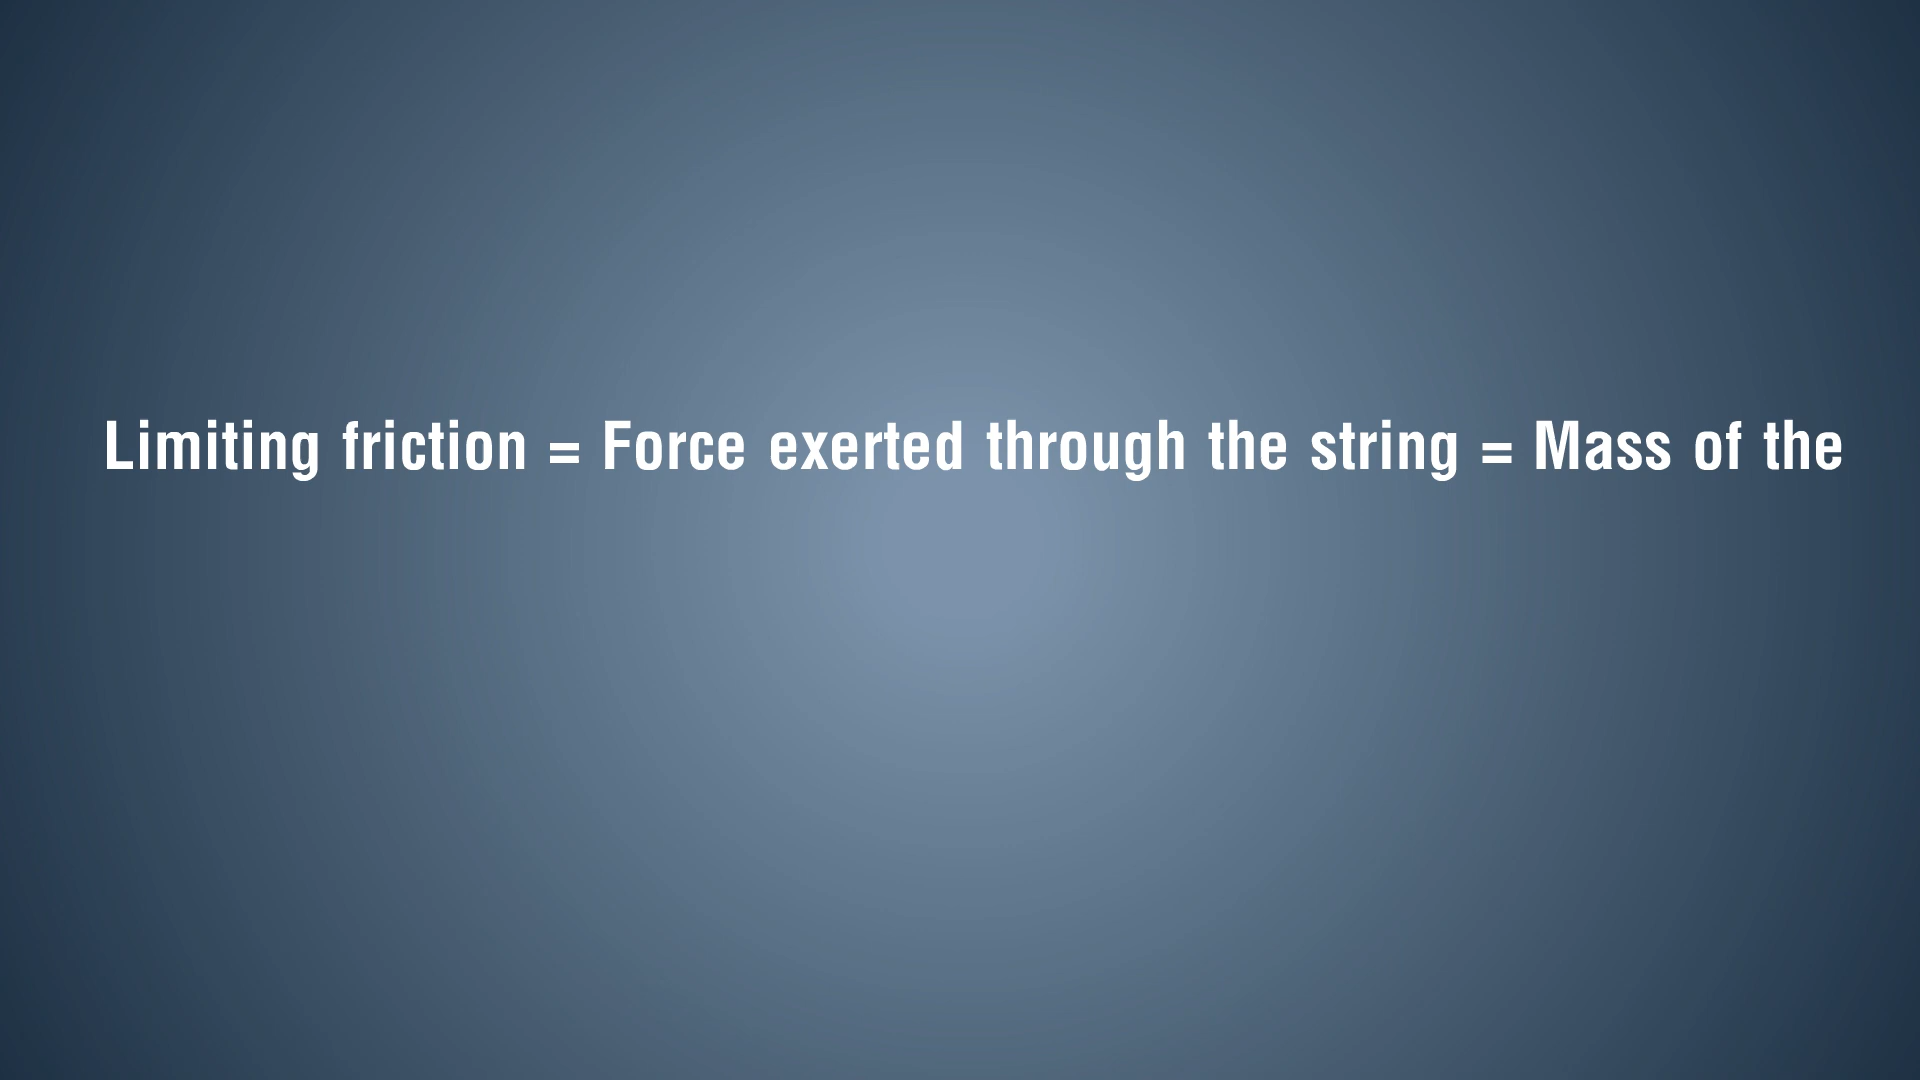 Limiting friction = Force exerted through the string = Mass of the